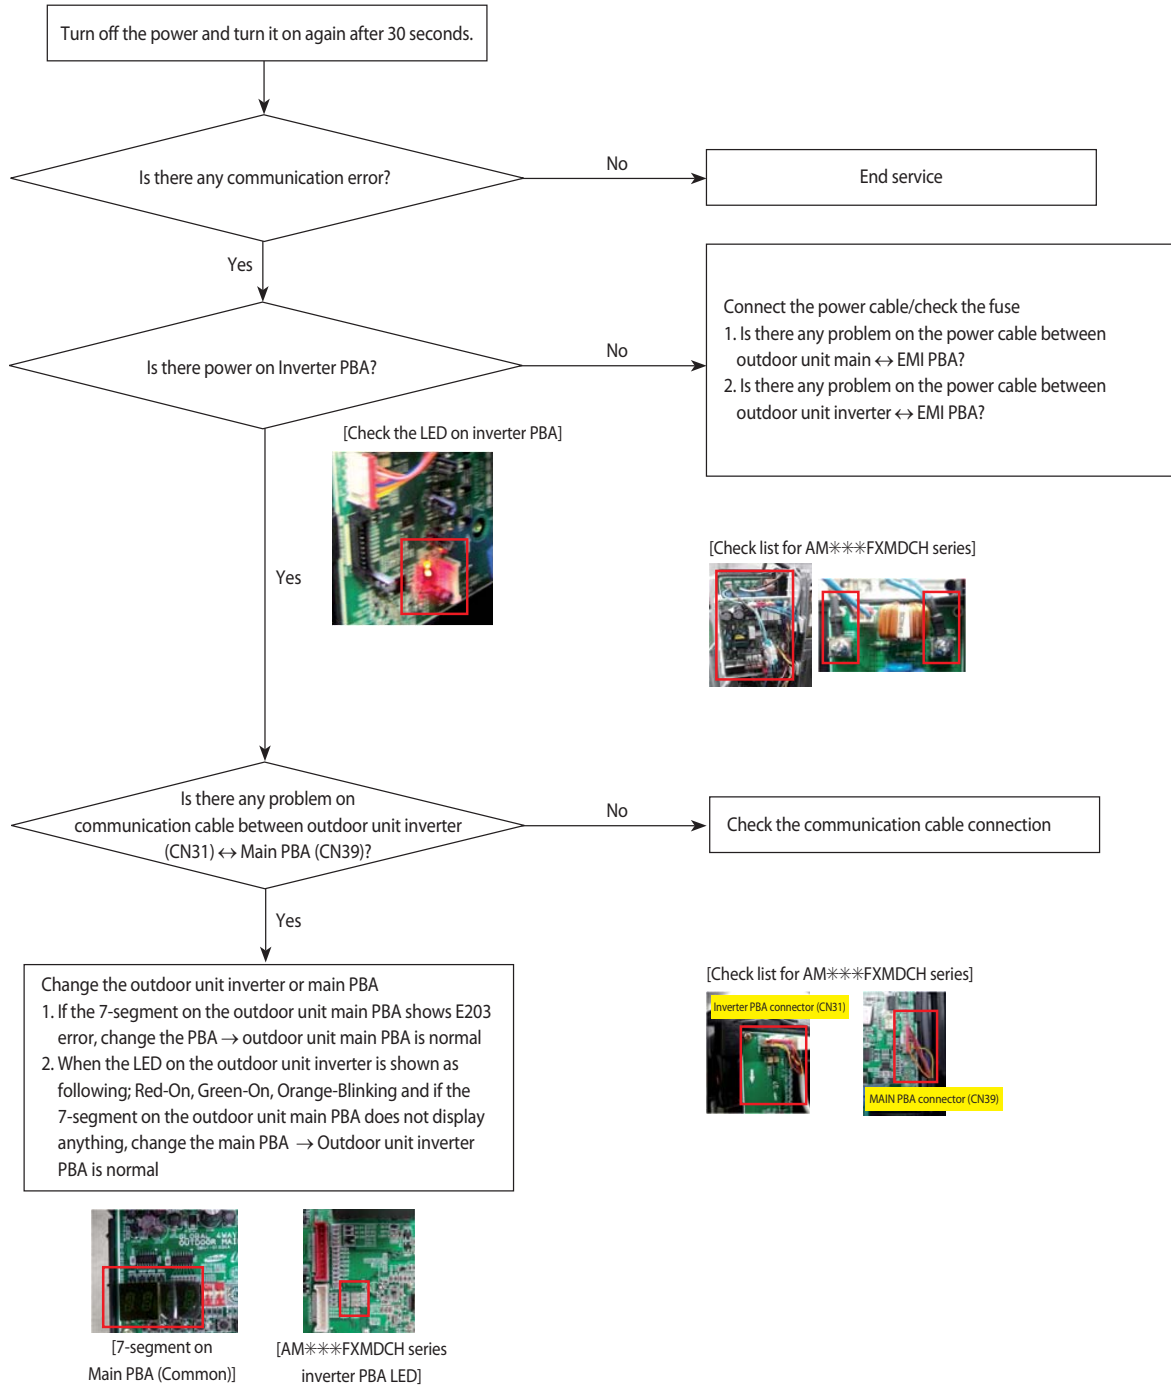 Turn off the power and turn it on again after 30 seconds.
Is there any communication error?
No
End service
Yes
Is there power on Inverter PBA?
No
Connect the power cable/check the fuse
1. Is there any problem on the power cable between
outdoor unit main ↔ EMI PBA?
2. Is there any problem on the power cable between
outdoor unit inverter ↔ EMI PBA?
[Check the LED on inverter PBA]
[Check list for AM✳✳✳FXMDCH series]
Yes
Is there any problem on
communication cable between outdoor unit inverter
(CN31) ↔ Main PBA (CN39)?
No
Check the communication cable connection
Yes
Change the outdoor unit inverter or main PBA
1. If the 7-segment on the outdoor unit main PBA shows E203
error, change the PBA → outdoor unit main PBA is normal
2. When the LED on the outdoor unit inverter is shown as
following; Red-On, Green-On, Orange-Blinking and if the
7-segment on the outdoor unit main PBA does not display
anything, change the main PBA → Outdoor unit inverter
PBA is normal
[Check list for AM✳✳✳FXMDCH series]
Inverter PBA connector (CN31)
MAIN PBA connector (CN39)
GLOBAL 4WAY
OUTDOOR MAI
[7-segment on
Main PBA (Common)]
[AM✳✳✳FXMDCH series
inverter PBA LED]